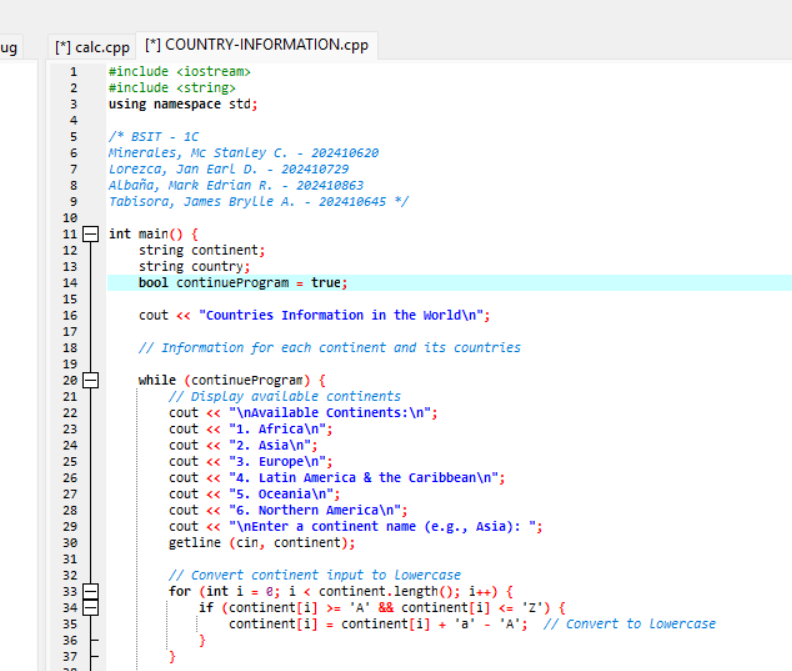 ug [*] calc.cpp [*] COUNTRY-INFORMATION.cpp
1 #include <iostream>
2 #include <string>
3 using namespace std;
4
5 /* BSIT - 1C
6 Minerales, Mc Stanley C. - 202410620
7 Lorezca, Jan Earl D. - 202410729
8 Albaña, Mark Edrian R. - 202410863
9 Tabisora, James Brylle A. - 202410645 */
10
11 int main() {
12 string continent;
13 string country;
14 bool continueProgram = true;
15
16 cout << "Countries Information in the World\n";
17
18 // Information for each continent and its countries
19
20 while (continueProgram) {
21 // Display available continents
22 cout << "\nAvailable Continents:\n";
23 cout << "1. Africa\n";
24 cout << "2. Asia\n";
25 cout << "3. Europe\n";
26 cout << "4. Latin America & the Caribbean\n";
27 cout << "5. Oceania\n";
28 cout << "6. Northern America\n";
29 cout << "\nEnter a continent name (e.g., Asia): ";
30 getline (cin, continent);
31
32 // Convert continent input to lowercase
33 for (int i = 0; i < continent.length(); i++) {
34 if (continent[i] >= 'A' && continent[i] <= 'Z') {
35 continent[i] = continent[i] + 'a' - 'A'; // Convert to lowercase
36 }
37 }